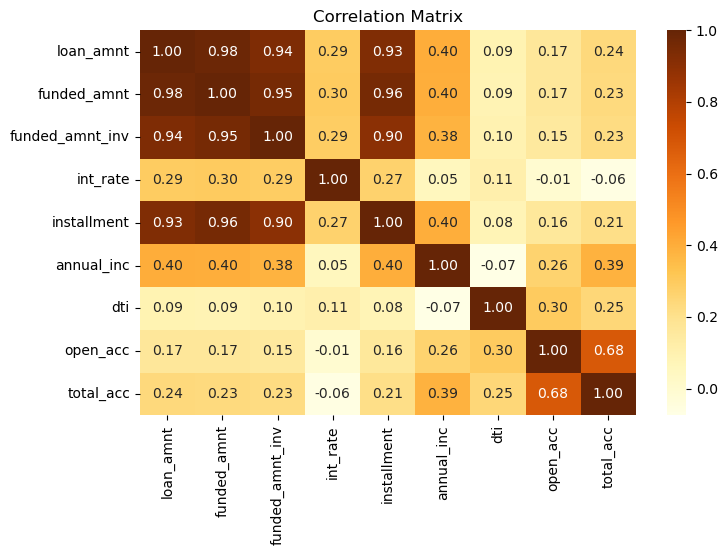 Correlation Matrix
loan_amnt 1.00 0.98 0.94 0.29 0.93 0.40 0.09 0.17 0.24
funded_amnt 0.98 1.00 0.95 0.30 0.96 0.40 0.09 0.17 0.23
funded_amnt_inv 0.94 0.95 1.00 0.29 0.90 0.38 0.10 0.15 0.23
int_rate 0.29 0.30 0.29 1.00 0.27 0.05 0.11 -0.01 -0.06
installment 0.93 0.96 0.90 0.27 1.00 0.40 0.08 0.16 0.21
annual_inc 0.40 0.40 0.38 0.05 0.40 1.00 -0.07 0.26 0.39
dti 0.09 0.09 0.10 0.11 0.08 -0.07 1.00 0.30 0.25
open_acc 0.17 0.17 0.15 -0.01 0.16 0.26 0.30 1.00 0.68
total_acc 0.24 0.23 0.23 -0.06 0.21 0.39 0.25 0.68 1.00
loan_amnt
funded_amnt
funded_amnt_inv
int_rate
installment
annual_inc
dti
open_acc
total_acc
1.0
0.8
0.6
0.4
0.2
0.0